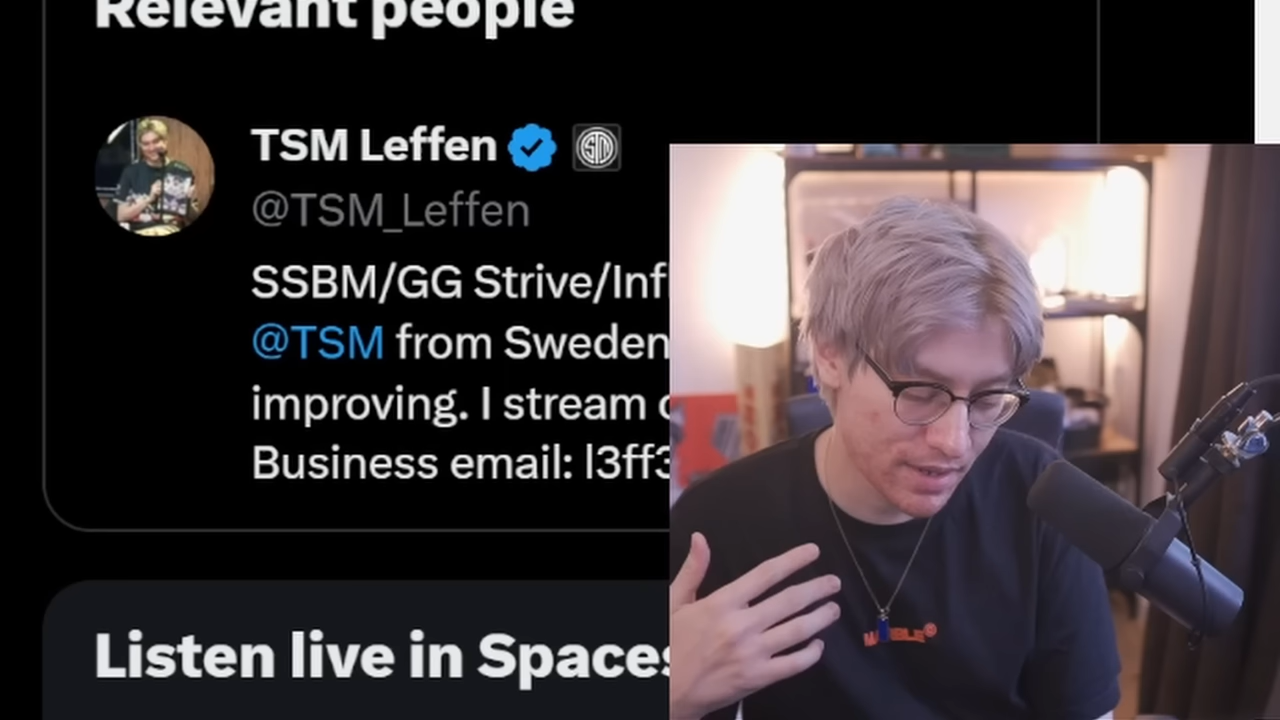 Relevant people
TSM Leffen
@TSM_Leffen
SSBM/GG Strive/Inf
@TSM from Sweden
improving. I stream
Business email: l3ff3
Listen live in Spaces